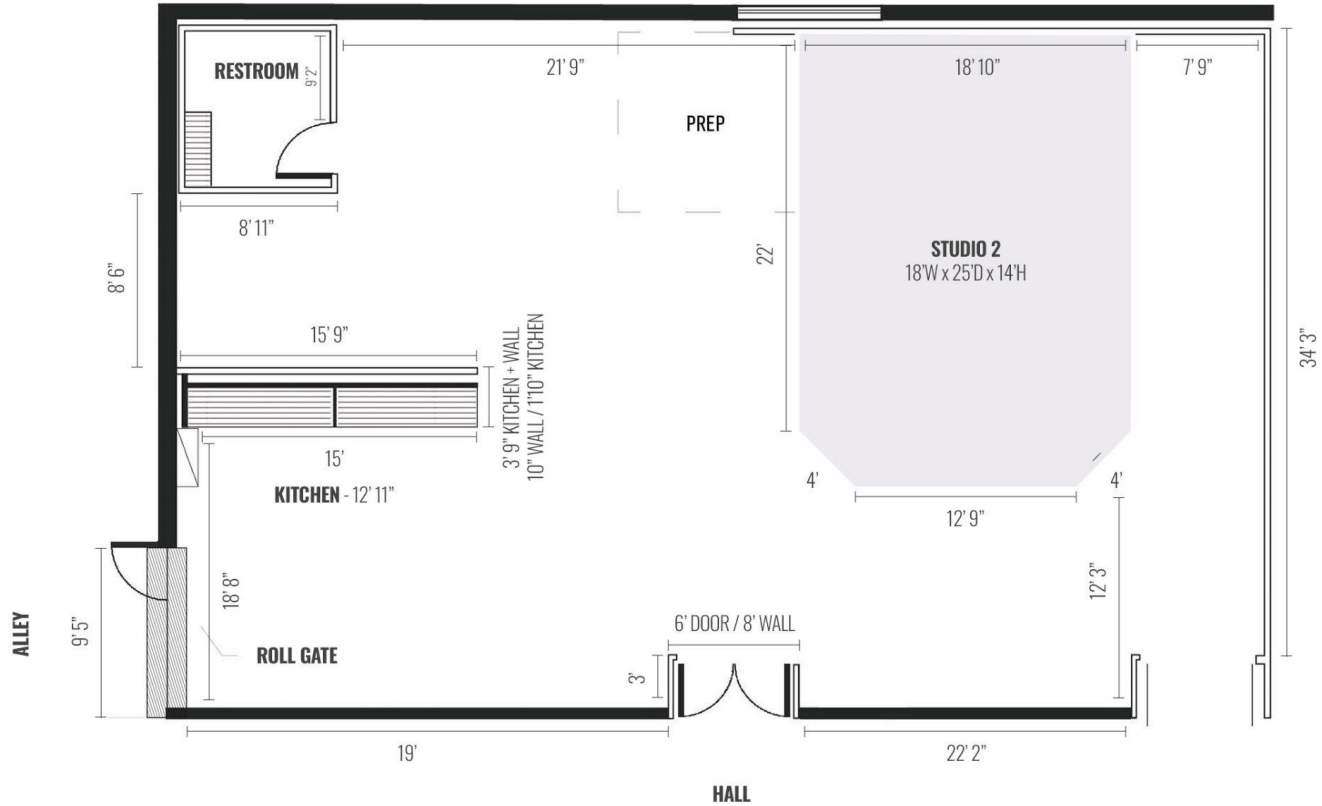 RESTROOM
9' 2"
21' 9"
18' 10"
7' 9"
PREP
8' 11"
22'
STUDIO 2
18'W x 25'D x 14'H
8' 6"
15' 9"
3' 9" KITCHEN + WALL
10" WALL / 1'10" KITCHEN
34' 3"
15'
KITCHEN - 12' 11"
4'
4'
12' 9"
18' 8"
12' 3"
ALLEY
9' 5"
ROLL GATE
6' DOOR / 8' WALL
3'
19'
22' 2"
HALL